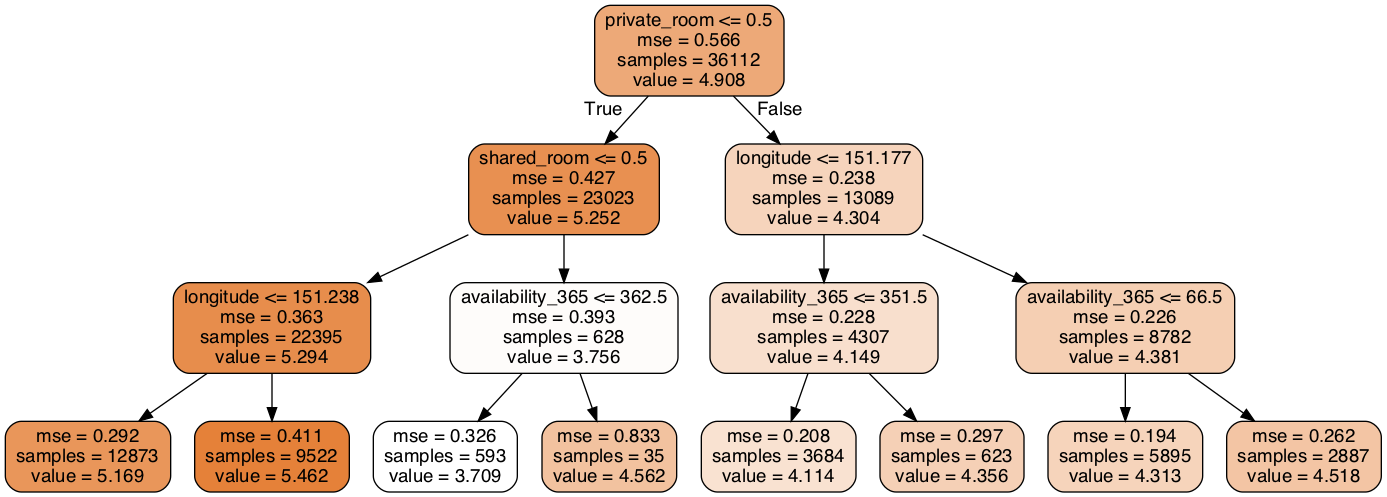 private_room <= 0.5
mse = 0.566
samples = 36112
value = 4.908
True
False
shared_room <= 0.5
mse = 0.427
samples = 23023
value = 5.252
longitude <= 151.177
mse = 0.238
samples = 13089
value = 4.304
longitude <= 151.238
mse = 0.363
samples = 22395
value = 5.294
availability_365 <= 362.5
mse = 0.393
samples = 628
value = 3.756
availability_365 <= 351.5
mse = 0.228
samples = 4307
value = 4.149
availability_365 <= 66.5
mse = 0.226
samples = 8782
value = 4.381
mse = 0.292
samples = 12873
value = 5.169
mse = 0.411
samples = 9522
value = 5.462
mse = 0.326
samples = 593
value = 3.709
mse = 0.833
samples = 35
value = 4.562
mse = 0.208
samples = 3684
value = 4.114
mse = 0.297
samples = 623
value = 4.356
mse = 0.194
samples = 5895
value = 4.313
mse = 0.262
samples = 2887
value = 4.518